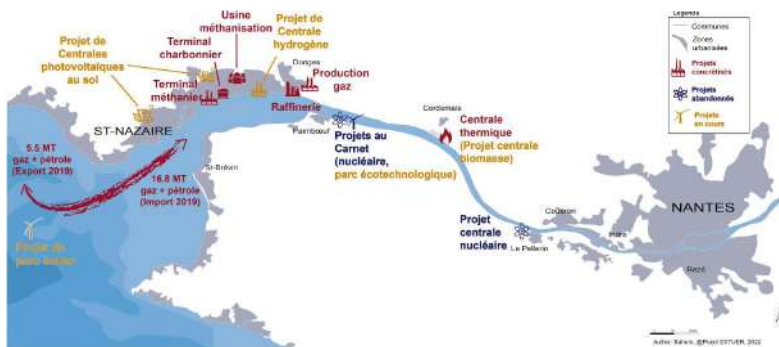 Projet de
Centrales
photovoltaïques
au sol
Usine
méthanisation
Terminal
charbonnier
Terminal
méthanier
Projet de
Centrale
hydrogène
Donges
Production
gaz
Raffinerie
ST-NAZAIRE
Paimboeuf
Projets au
Carnet
(nucléaire,
parc écotechnologique)
Cordemais
Centrale
thermique
(Projet centrale
biomasse)
5.5 MT
gaz + pétrole
(Export 2019)
16.8 MT
gaz + pétrole
(Import 2019)
St-Brévin
Projet de
parc éolien
Projet
centrale
nucléaire
Le Pellerin
Couëron
Indre
NANTES
Rezé
Légende
Communes
Zones
urbanisées
Projets
concrétisés
Projets
abandonnés
Projets
en cours
2022